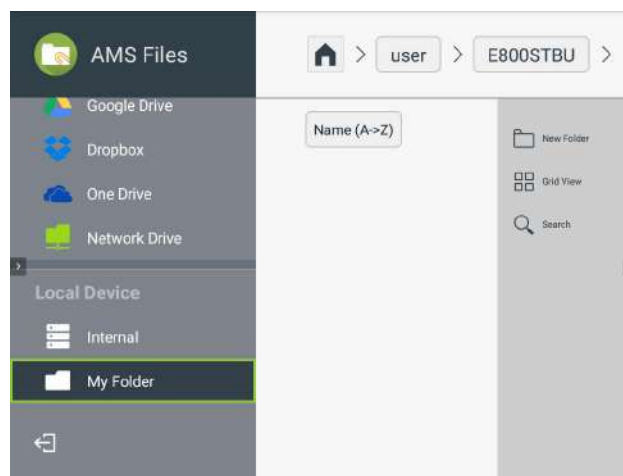 AMS Files
> user > E800STBU >
Google Drive
Dropbox
One Drive
Network Drive
Local Device
Internal
My Folder
Name (A->Z)
New Folder
Grid View
Search